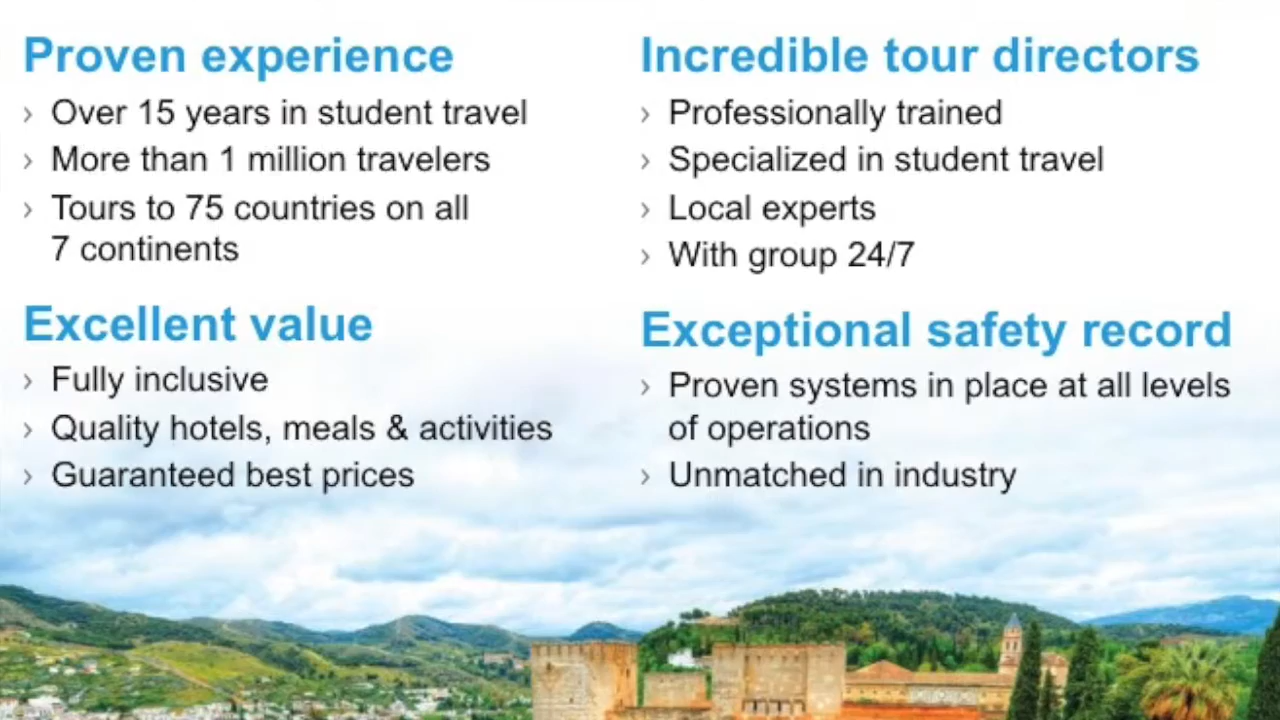 Proven experience
› Over 15 years in student travel
› More than 1 million travelers
› Tours to 75 countries on all
7 continents
Excellent value
› Fully inclusive
› Quality hotels, meals & activities
› Guaranteed best prices
Incredible tour directors
› Professionally trained
› Specialized in student travel
› Local experts
› With group 24/7
Exceptional safety record
› Proven systems in place at all levels
of operations
› Unmatched in industry